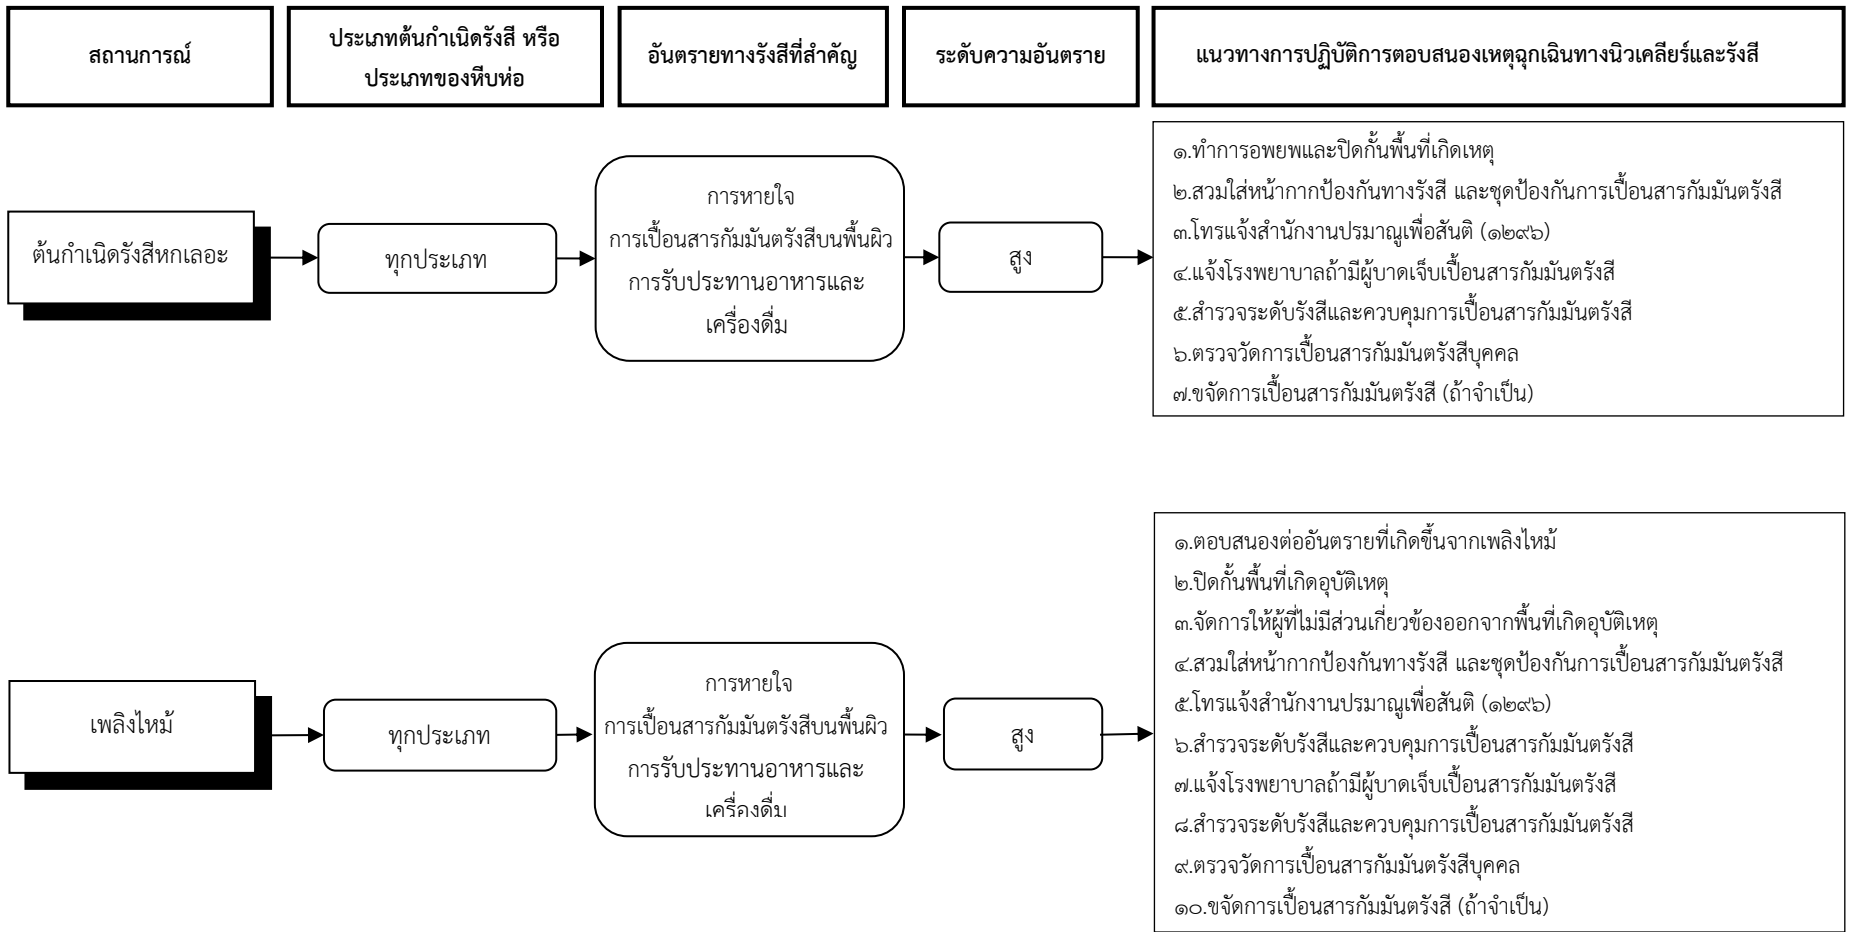 สถานการณ์
ประเภทต้นกำเนิดรังสี หรือ
ประเภทของหีบห่อ
อันตรายทางรังสีที่สำคัญ
ระดับความอันตราย
แนวทางการปฏิบัติการตอบสนองเหตุฉุกเฉินทางนิวเคลียร์และรังสี
ต้นกำเนิดรังสีหกเลอะ
ทุกประเภท
การหายใจ
การเปื้อนสารกัมมันตรังสีบนพื้นผิว
การรับประทานอาหารและ
เครื่องดื่ม
สูง
๑.ทำการอพยพและปิดกั้นพื้นที่เกิดเหตุ
๒.สวมใส่หน้ากากป้องกันทางรังสี และชุดป้องกันการเปื้อนสารกัมมันตรังสี
๓.โทรแจ้งสำนักงานปรมาณูเพื่อสันติ (๑๒๙๖)
๔.แจ้งโรงพยาบาลถ้ามีผู้บาดเจ็บเปื้อนสารกัมมันตรังสี
๕.สำรวจระดับรังสีและควบคุมการเปื้อนสารกัมมันตรังสี
๖.ตรวจวัดการเปื้อนสารกัมมันตรังสีบุคคล
๗.ขจัดการเปื้อนสารกัมมันตรังสี (ถ้าจำเป็น)
เพลิงไหม้
ทุกประเภท
การหายใจ
การเปื้อนสารกัมมันตรังสีบนพื้นผิว
การรับประทานอาหารและ
เครื่องดื่ม
สูง
๑.ตอบสนองต่ออันตรายที่เกิดขึ้นจากเพลิงไหม้
๒.ปิดกั้นพื้นที่เกิดอุบัติเหตุ
๓.จัดการให้ผู้ที่ไม่มีส่วนเกี่ยวข้องออกจากพื้นที่เกิดอุบัติเหตุ
๔.สวมใส่หน้ากากป้องกันทางรังสี และชุดป้องกันการเปื้อนสารกัมมันตรังสี
๕.โทรแจ้งสำนักงานปรมาณูเพื่อสันติ (๑๒๙๖)
๖.สำรวจระดับรังสีและควบคุมการเปื้อนสารกัมมันตรังสี
๗.แจ้งโรงพยาบาลถ้ามีผู้บาดเจ็บเปื้อนสารกัมมันตรังสี
๘.สำรวจระดับรังสีและควบคุมการเปื้อนสารกัมมันตรังสี
๙.ตรวจวัดการเปื้อนสารกัมมันตรังสีบุคคล
๑๐.ขจัดการเปื้อนสารกัมมันตรังสี (ถ้าจำเป็น)